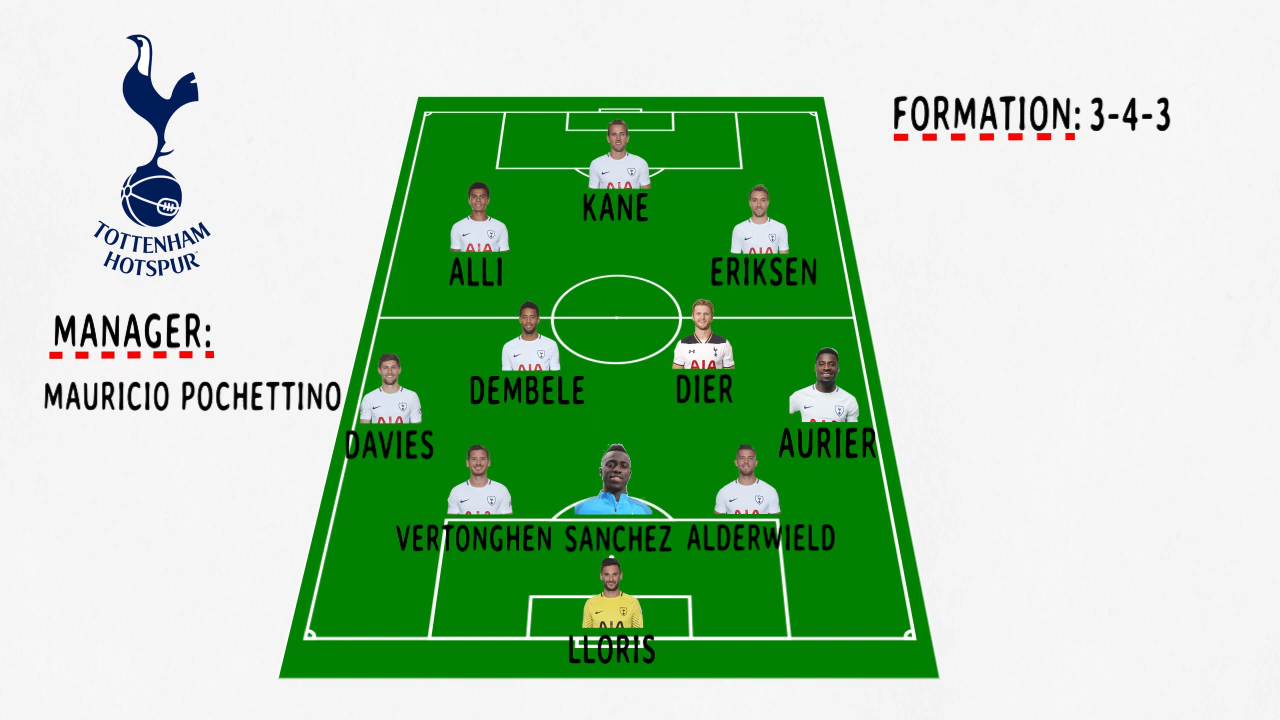 TOTTENHAM
HOTSPUR
FORMATION: 3-4-3
MANAGER:
MAURICIO POCHETTINO
KANE
ALLI
ERIKSEN
DEMBELE
DIER
DAVIES
AURIER
VERTONGHEN SANCHEZ ALDERWIELD
LLORIS